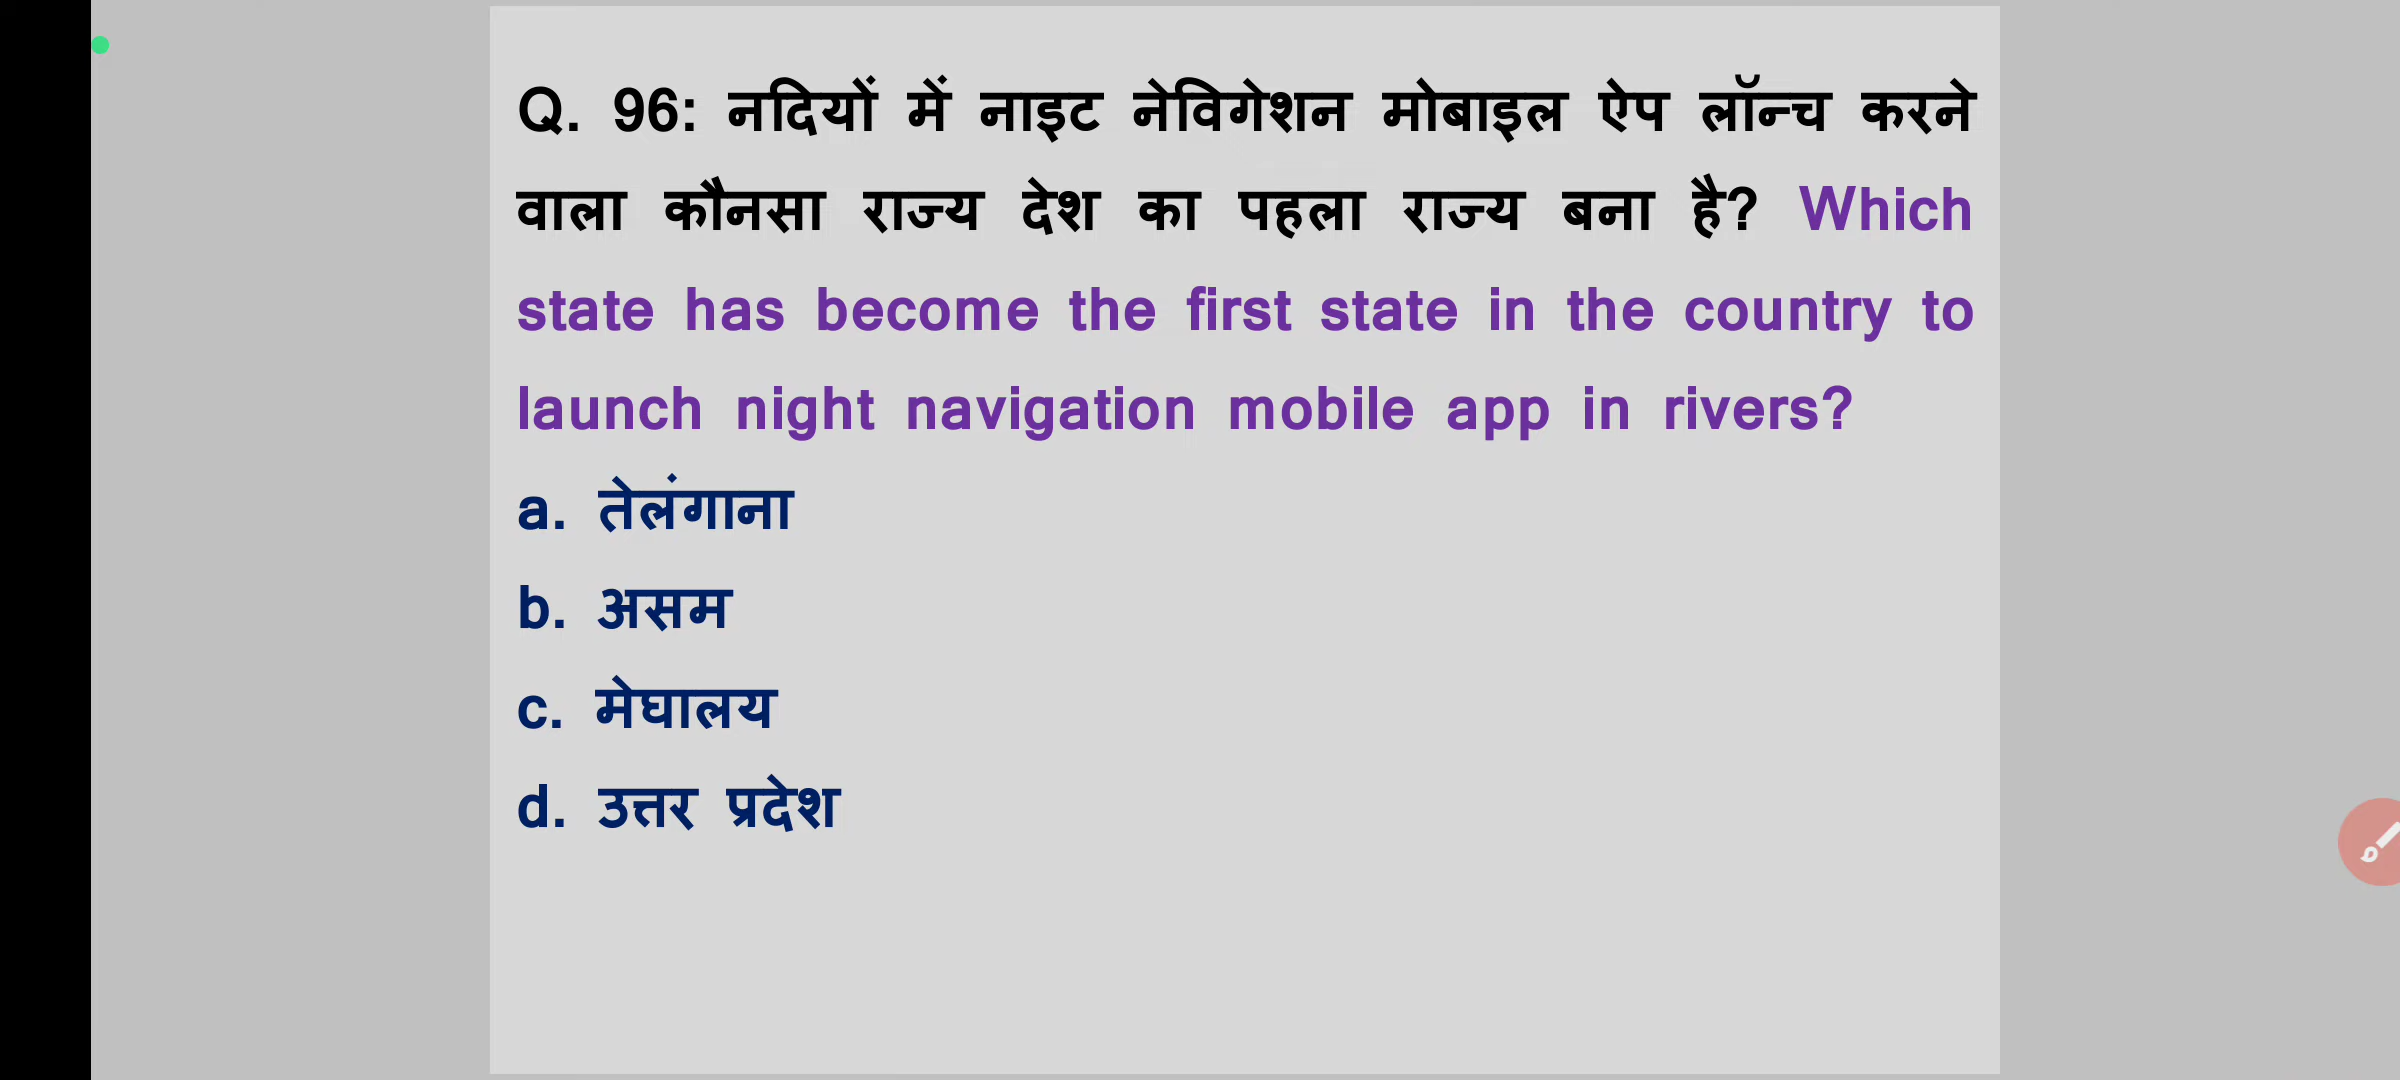 Q. 96: नदियों में नाइट नेविगेशन मोबाइल ऐप लॉन्च करने
वाला कौनसा राज्य देश का पहला राज्य बना है? Which
state has become the first state in the country to
launch night navigation mobile app in rivers?
a. तेलंगाना
b. असम
c. मेघालय
d. उत्तर प्रदेश